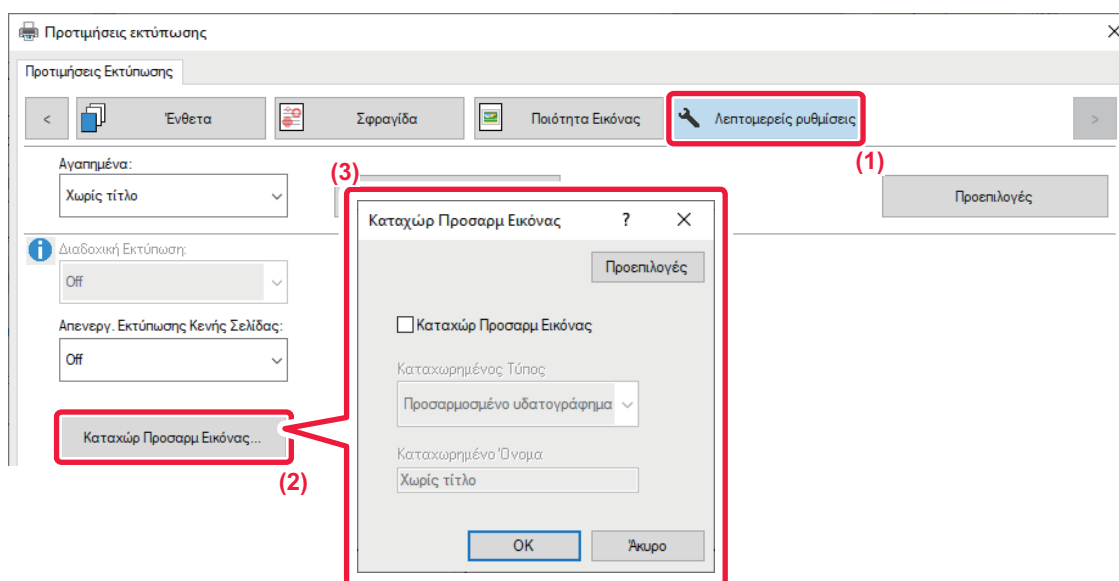 Προτιμήσεις εκτύπωσης
Προτιμήσεις Εκτύπωσης
< Ένθετα Σφραγίδα Ποιότητα Εικόνας Λεπτομερείς ρυθμίσεις >
(1)
Αγαπημένα:
Χωρίς τίτλο
Προεπιλογές
Διαδοχική Εκτύπωση:
Off
Απενεργ. Εκτύπωσης Κενής Σελίδας:
Off
Καταχώρ Προσαρμ Εικόνας...
(2)
(3)
Καταχώρ Προσαρμ Εικόνας ?
Προεπιλογές
Καταχώρ Προσαρμ Εικόνας
Καταχωρημένος Τύπος
Προσαρμοσμένο υδατογράφημα
Καταχωρημένο Όνομα
Χωρίς τίτλο
OK Άκυρο